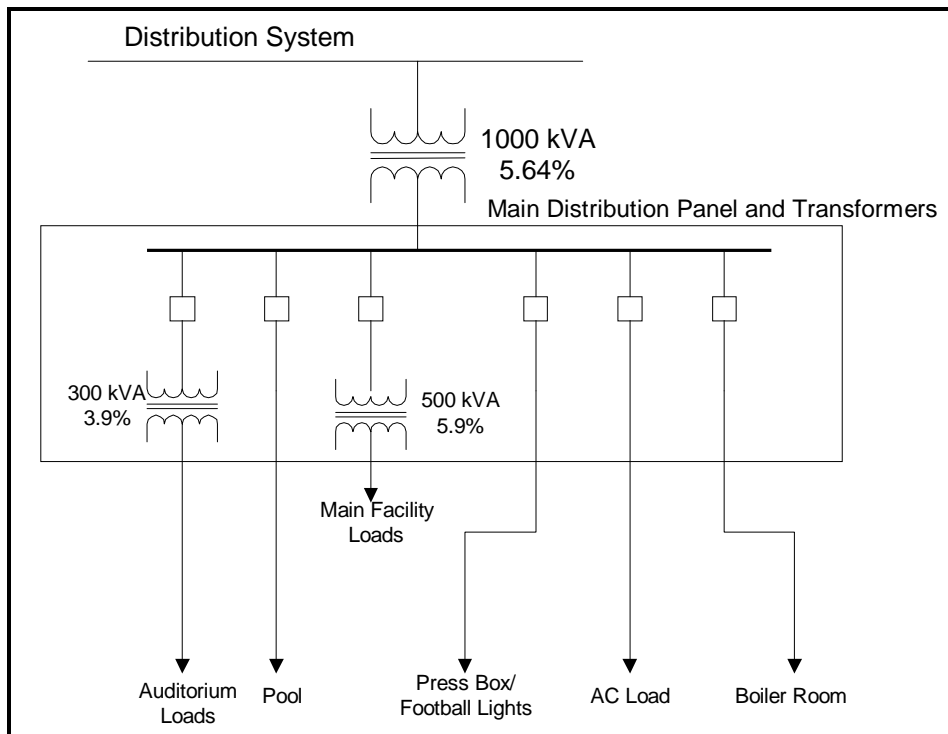 Distribution System
1000 kVA
5.64%
Main Distribution Panel and Transformers
300 kVA
3.9%
500 kVA
5.9%
Main Facility
Loads
Auditorium
Loads
Pool
Press Box/
Football Lights
AC Load
Boiler Room